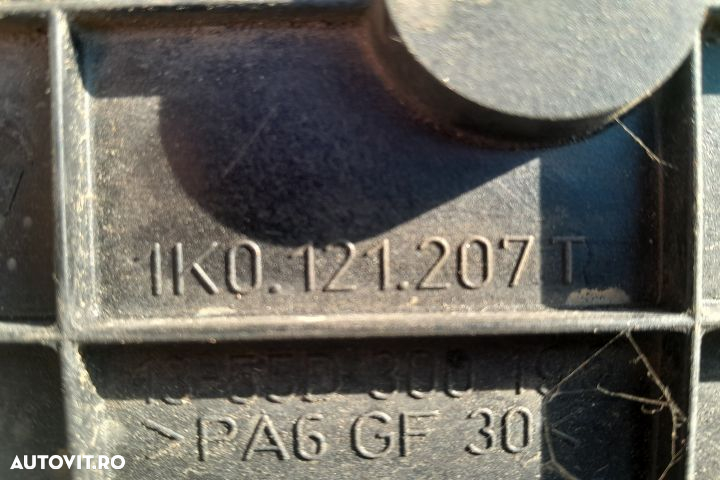 1K0.121.207 T
>PA6 GF 30<
AUTOVIT.RO